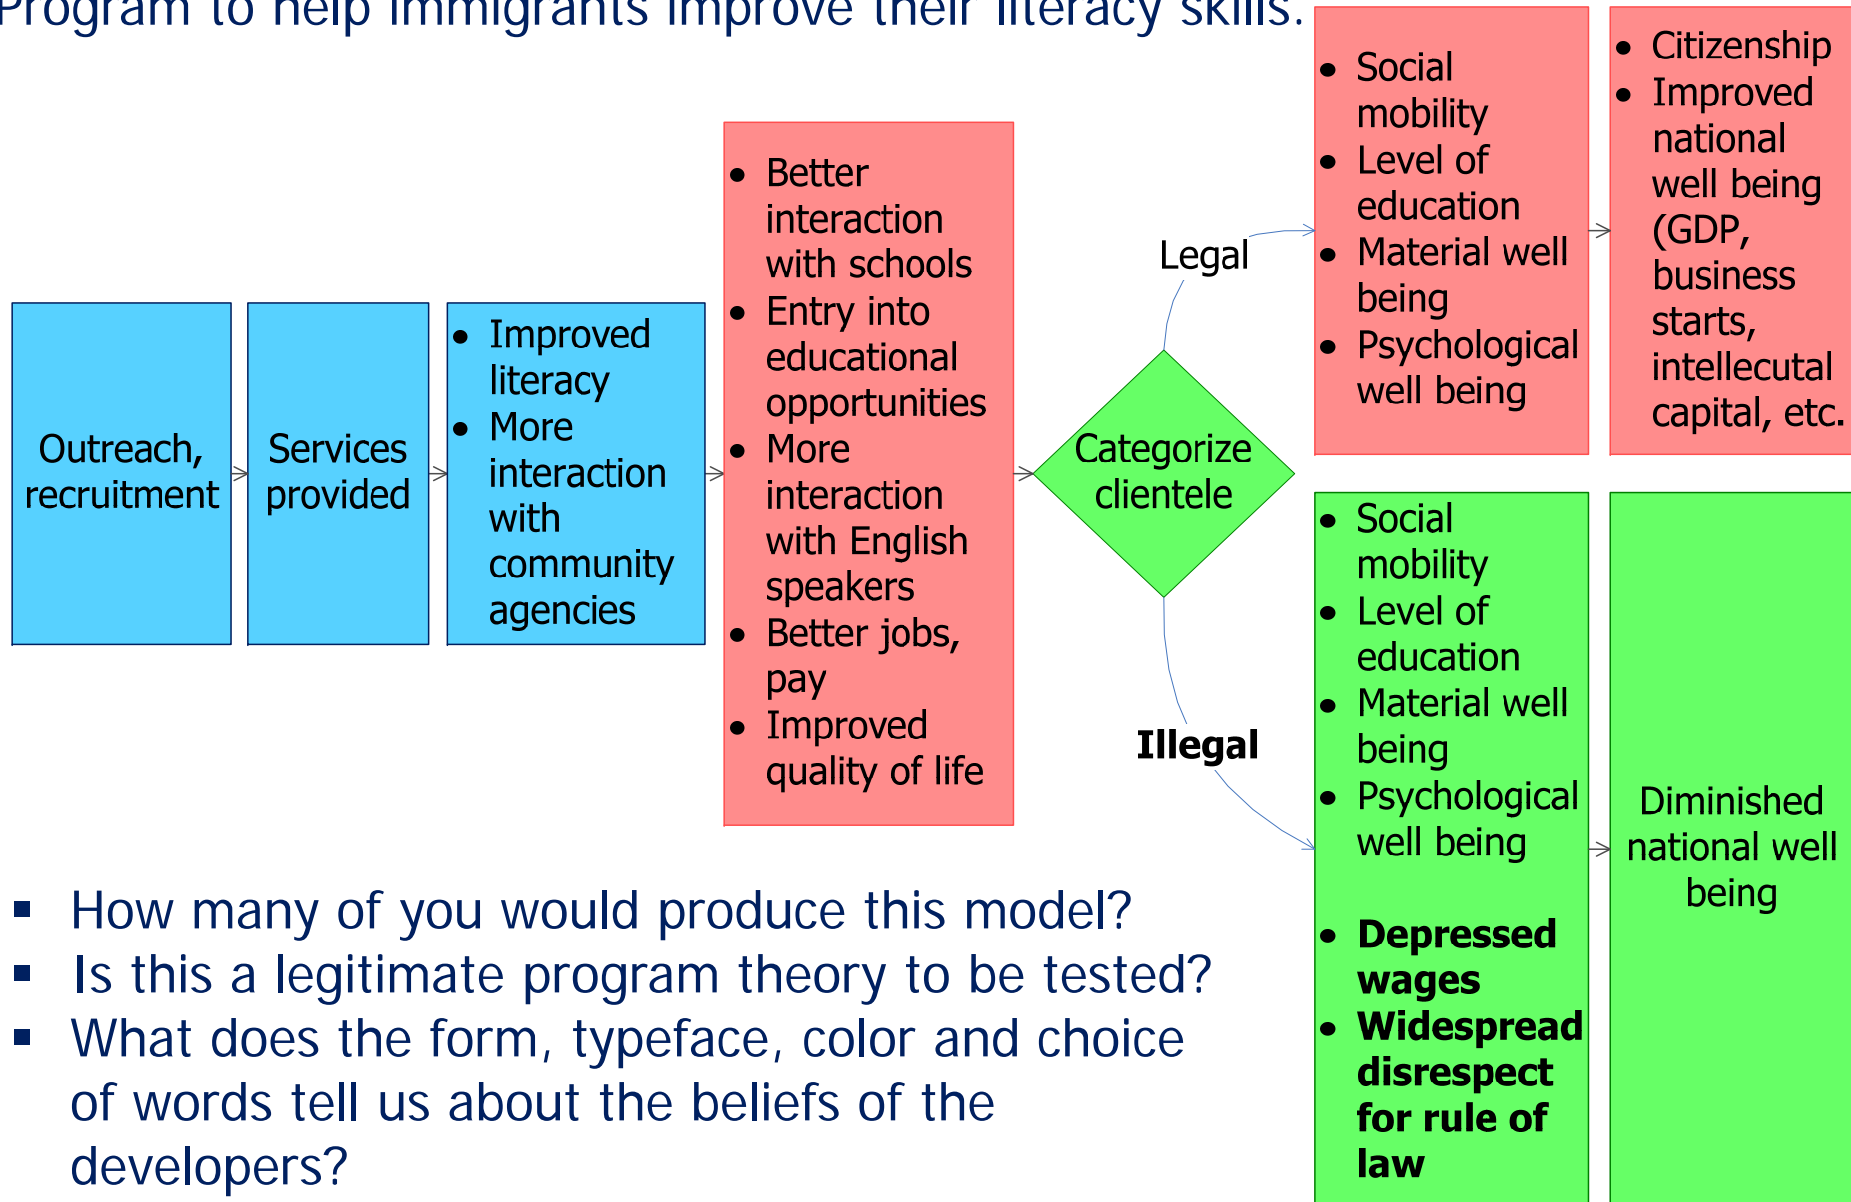 Program to help immigrants improve their literacy skills.
Outreach,
recruitment
Services
provided
• Improved
literacy
• More
interaction
with
community
agencies
• Better
interaction
with schools
• Entry into
educational
opportunities
• More
interaction
with English
speakers
• Better jobs,
pay
• Improved
quality of life
Categorize
clientele
Legal
• Social
mobility
• Level of
education
• Material well
being
• Psychological
well being
• Citizenship
• Improved
national
well being
(GDP,
business
starts,
intellecutal
capital, etc.
Illegal
• Social
mobility
• Level of
education
• Material well
being
• Psychological
well being
• Depressed
wages
• Widespread
disrespect
for rule of
law
Diminished
national well
being
▪ How many of you would produce this model?
▪ Is this a legitimate program theory to be tested?
▪ What does the form, typeface, color and choice
of words tell us about the beliefs of the
developers?